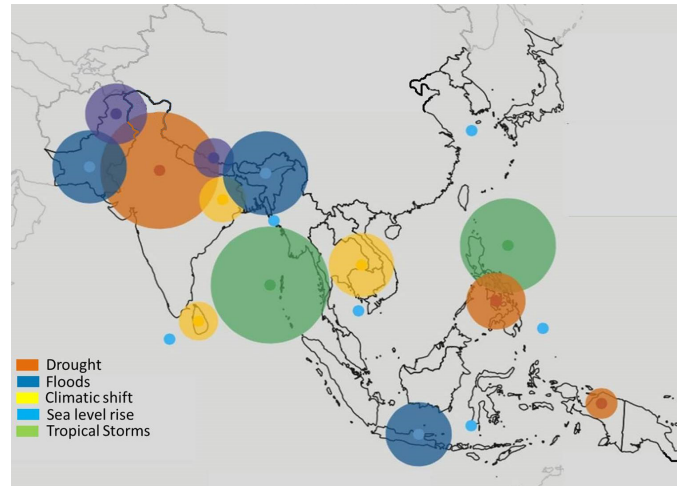 Drought
Floods
Climatic shift
Sea level rise
Tropical Storms